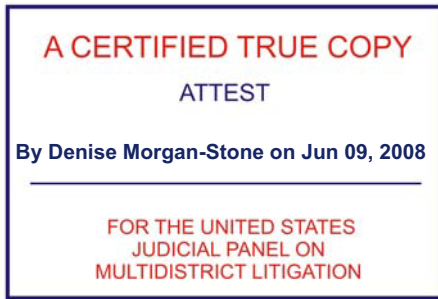 A CERTIFIED TRUE COPY
ATTEST
By Denise Morgan-Stone on Jun 09, 2008
FOR THE UNITED STATES
JUDICIAL PANEL ON
MULTIDISTRICT LITIGATION